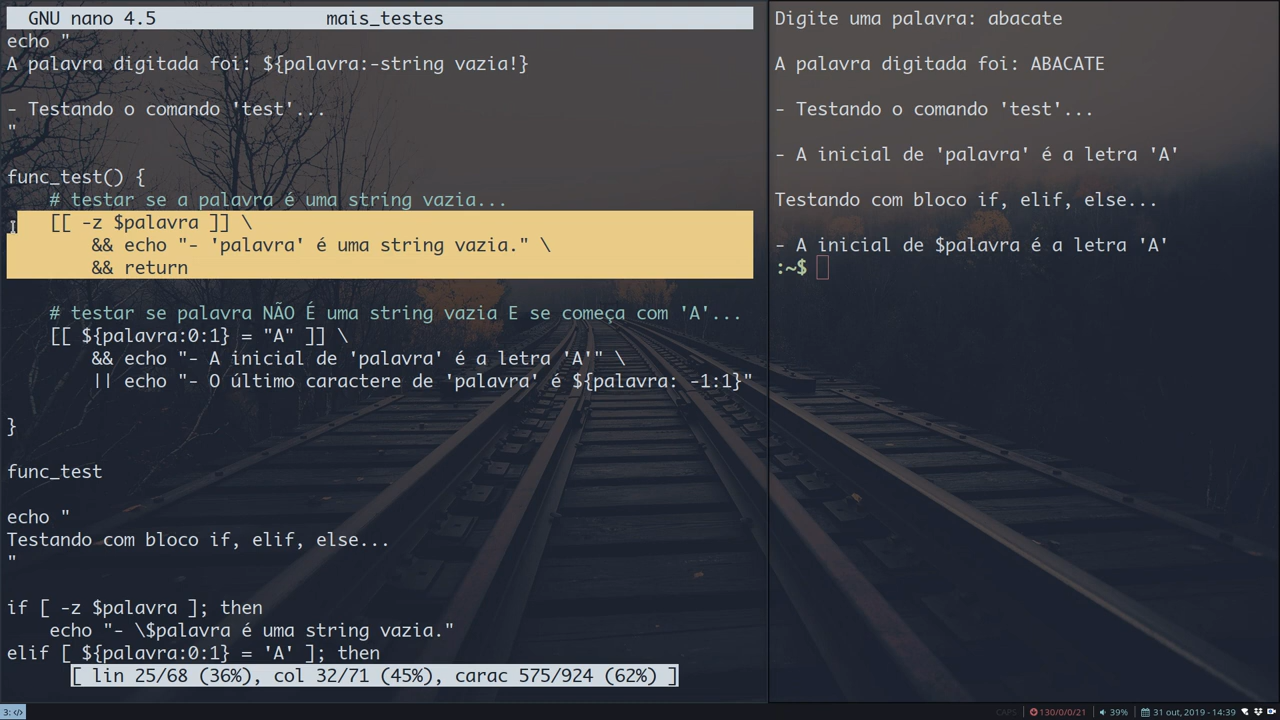 GNU nano 4.5 mais_testes
echo "
A palavra digitada foi: ${palavra:-string vazia!}
- Testando o comando 'test'...
"
func_test() {
# testar se a palavra é uma string vazia...
[[ -z $palavra ]] \
&& echo "- 'palavra' é uma string vazia." \
&& return
# testar se palavra NÃO É uma string vazia E se começa com 'A'...
[[ ${palavra:0:1} = "A" ]] \
&& echo "- A inicial de 'palavra' é a letra 'A'" \
|| echo "- O último caractere de 'palavra' é ${palavra: -1:1}"
}
func_test
echo "
Testando com bloco if, elif, else...
"
if [ -z $palavra ]; then
echo "- \$palavra é uma string vazia."
elif [ ${palavra:0:1} = 'A' ]; then
[ lin 25/68 (36%), col 32/71 (45%), carac 575/924 (62%) ]
Digite uma palavra: abacate
A palavra digitada foi: ABACATE
- Testando o comando 'test'...
- A inicial de 'palavra' é a letra 'A'
Testando com bloco if, elif, else...
- A inicial de $palavra é a letra 'A'
:~$
3: </>
CAPS 130/0/0/21 39% 31 out, 2019 - 14:39